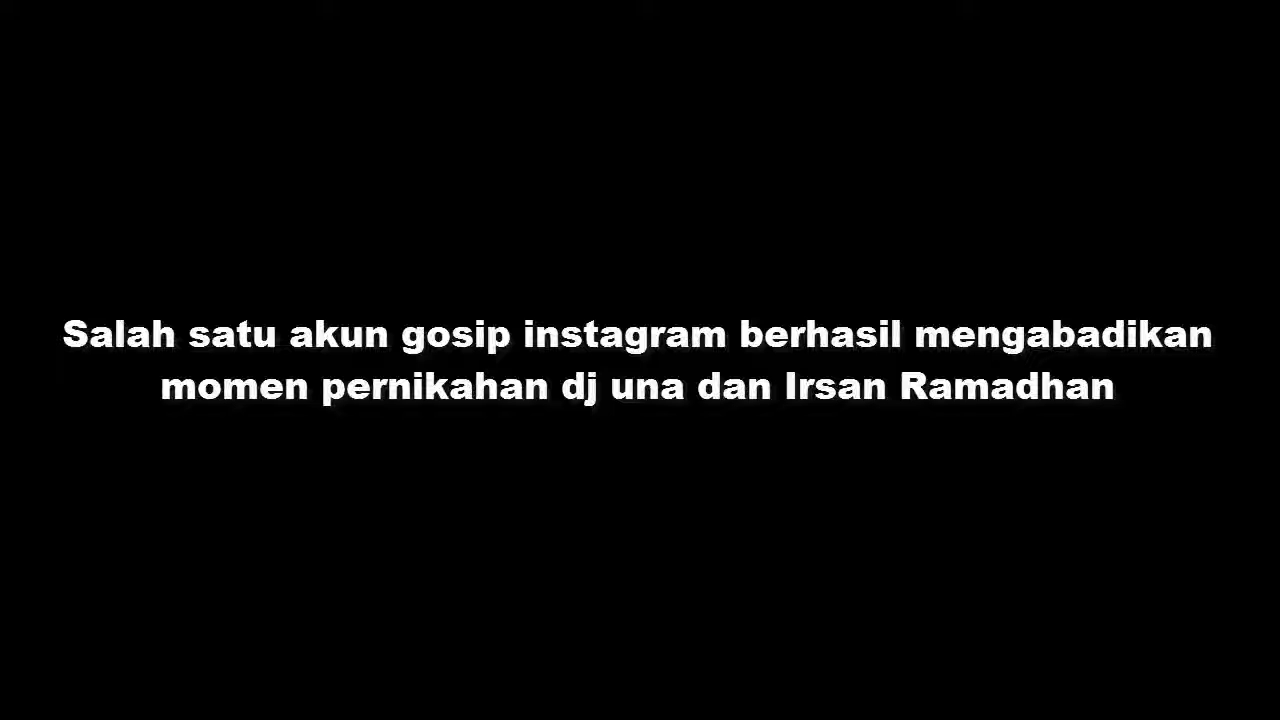 Salah satu akun gosip instagram berhasil mengabadikan
momen pernikahan dj una dan Irsan Ramadhan